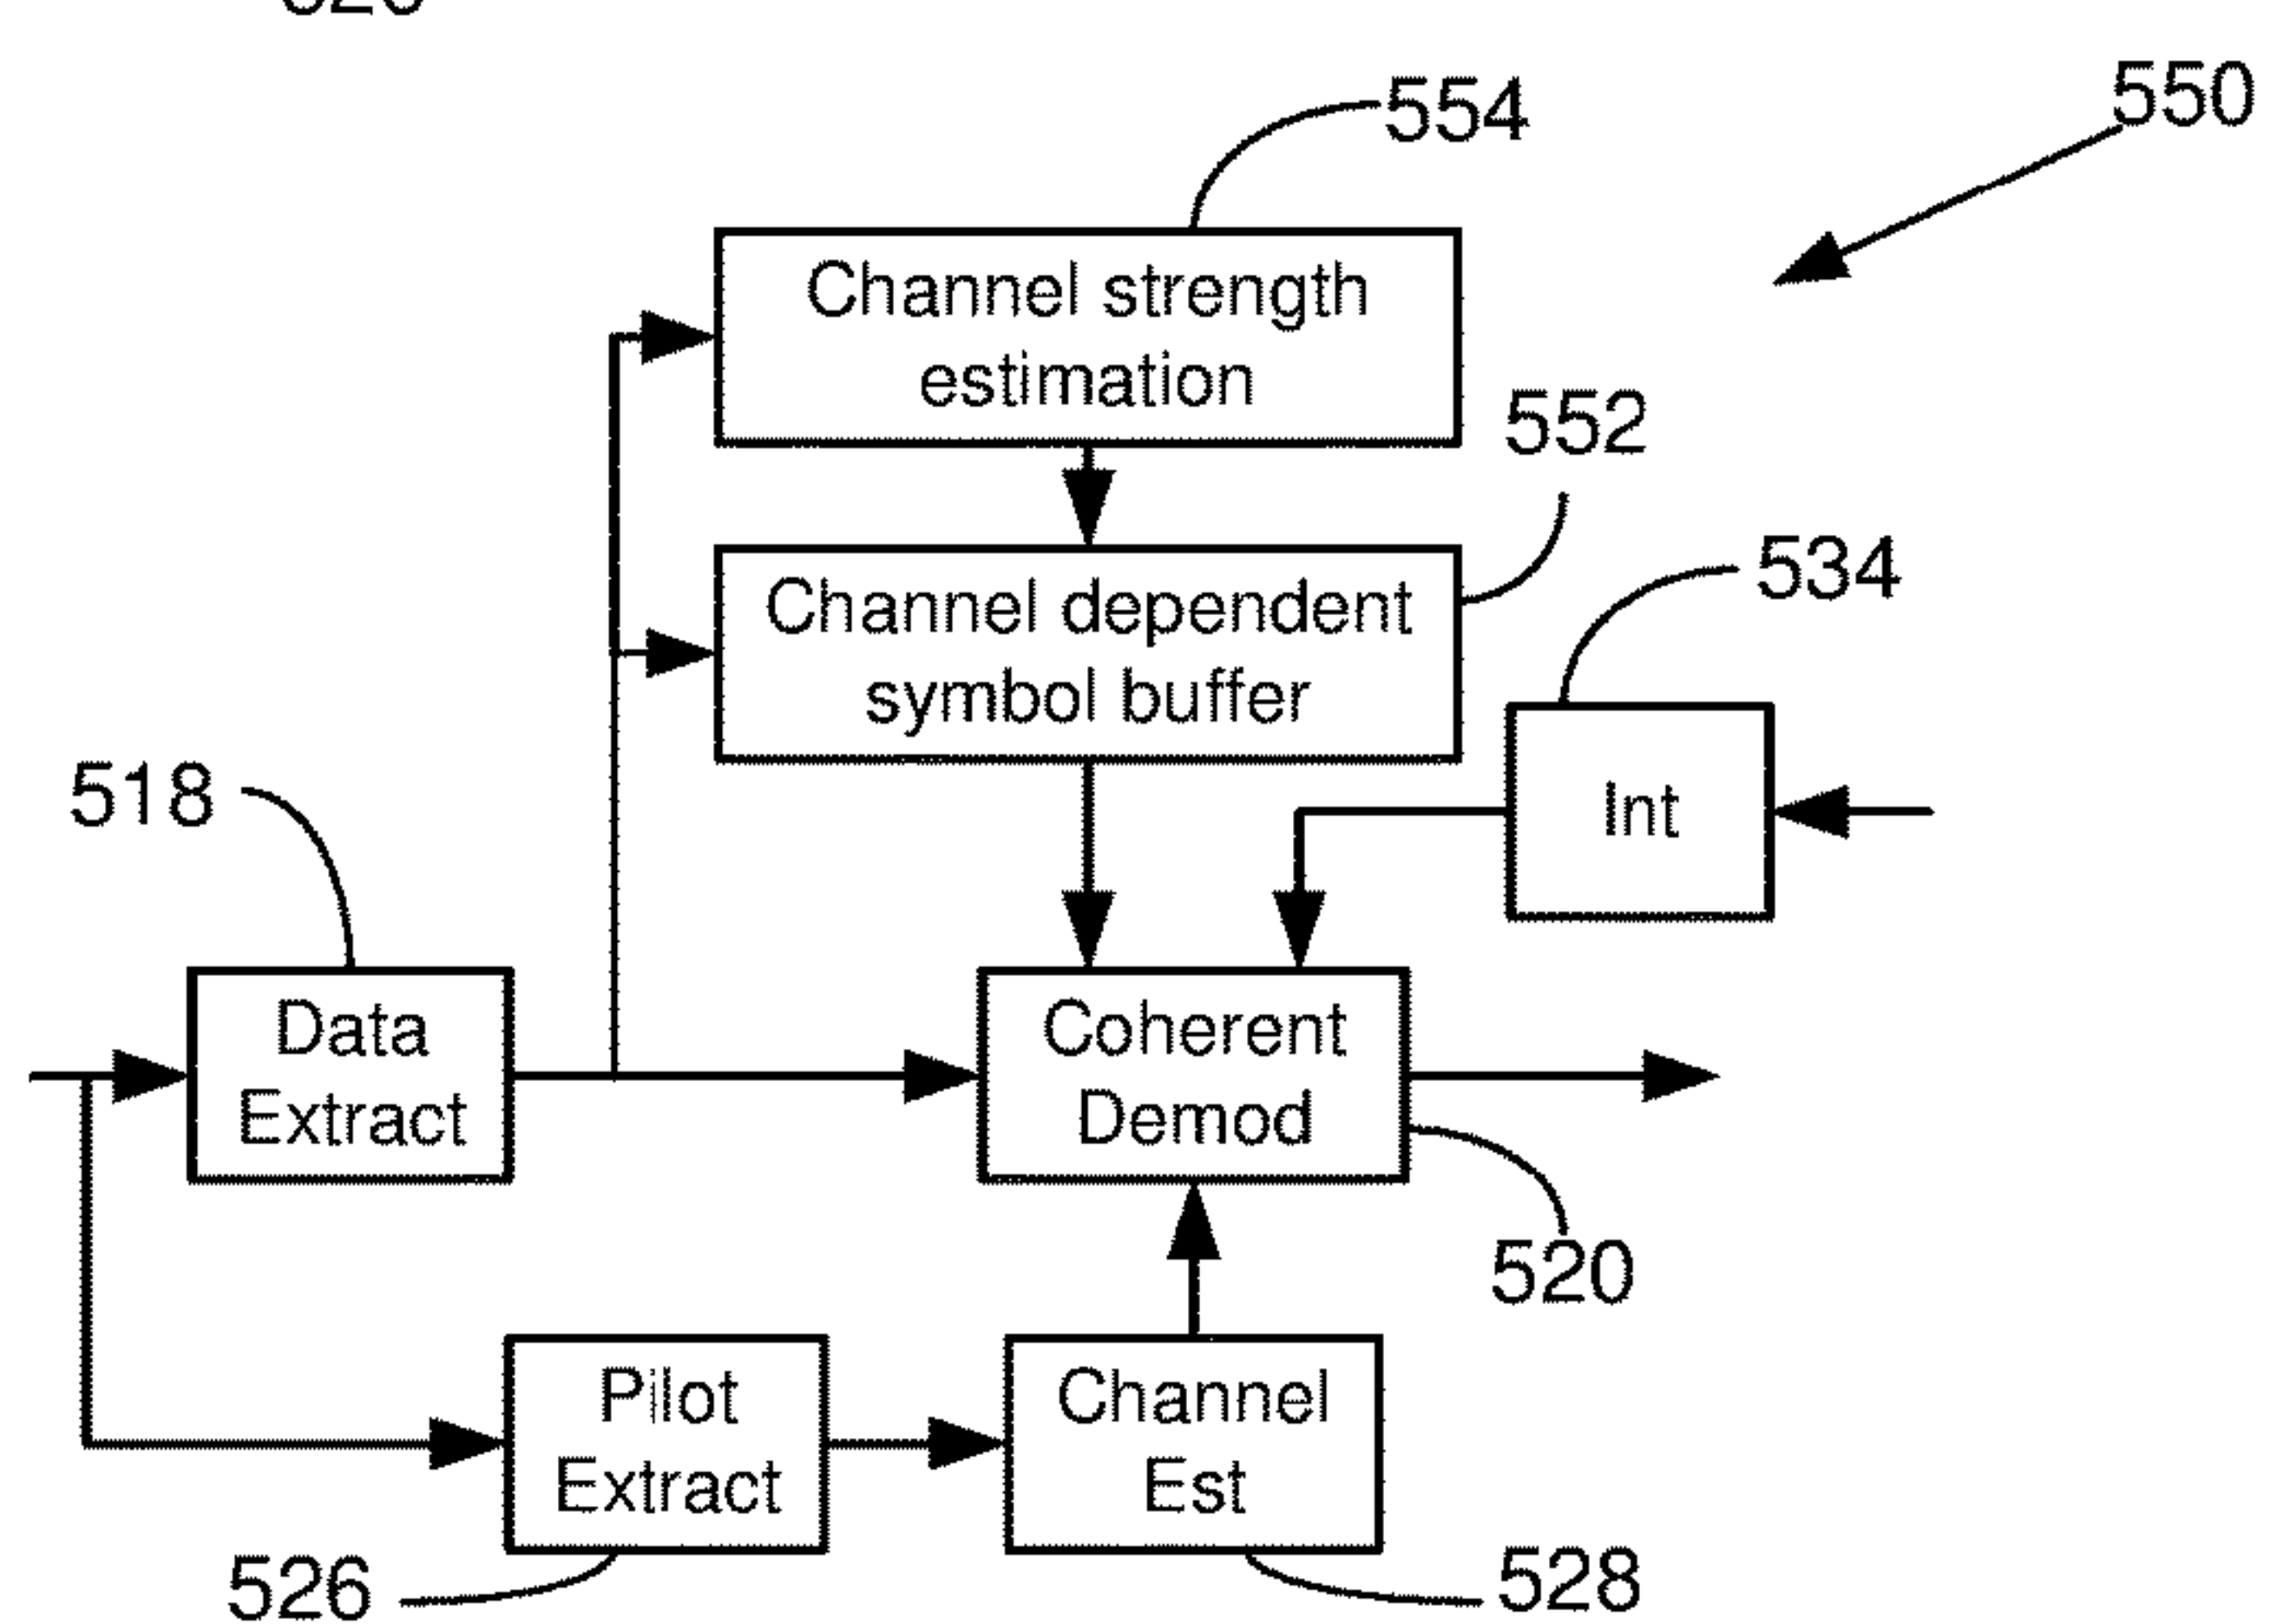 550
554
Channel strength
estimation
552
Channel dependent
symbol buffer
534
Int
518
Data
Extract
Coherent
Demod
520
Pilot
Extract
Channel
Est
526
528